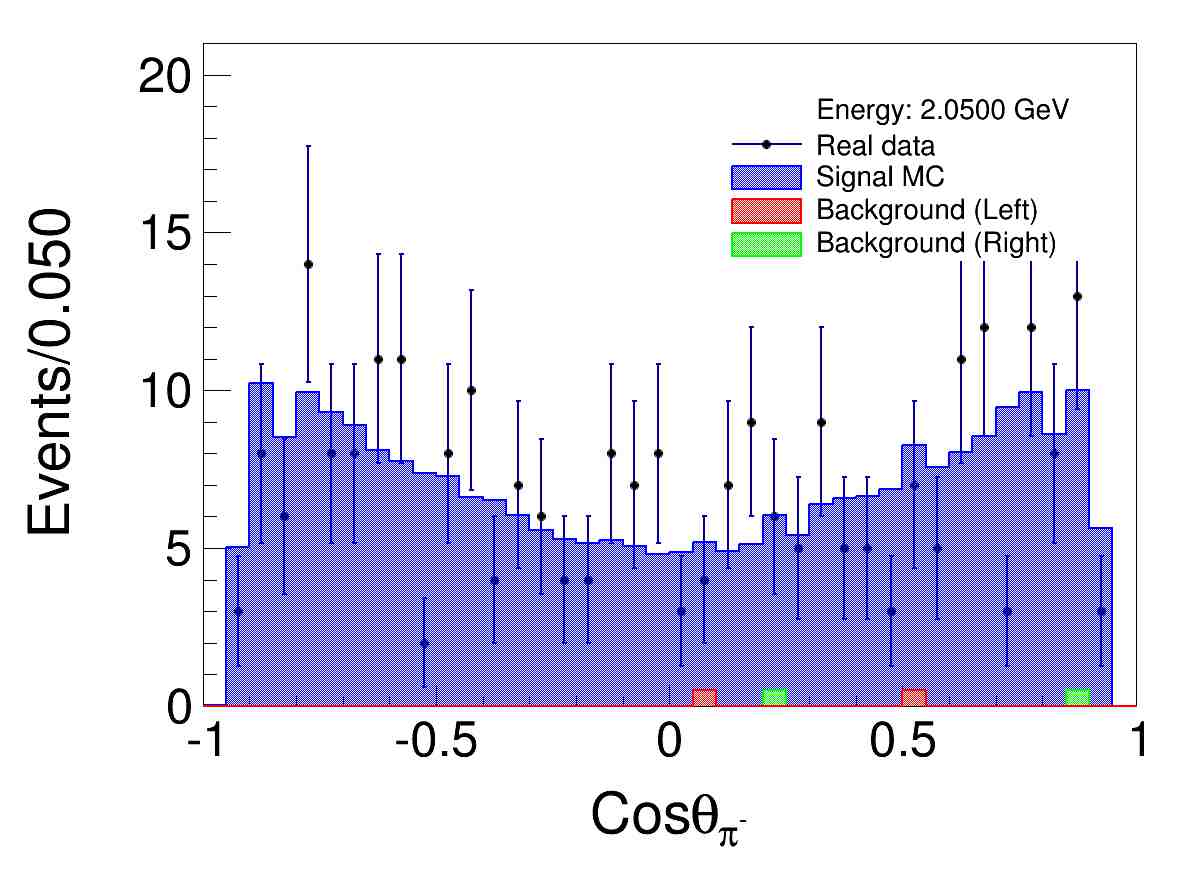 Events/0.050
20
15
10
5
0
Energy: 2.0500 GeV
Real data
Signal MC
Background (Left)
Background (Right)
-1 -0.5 0 0.5 1
Cosθπ-